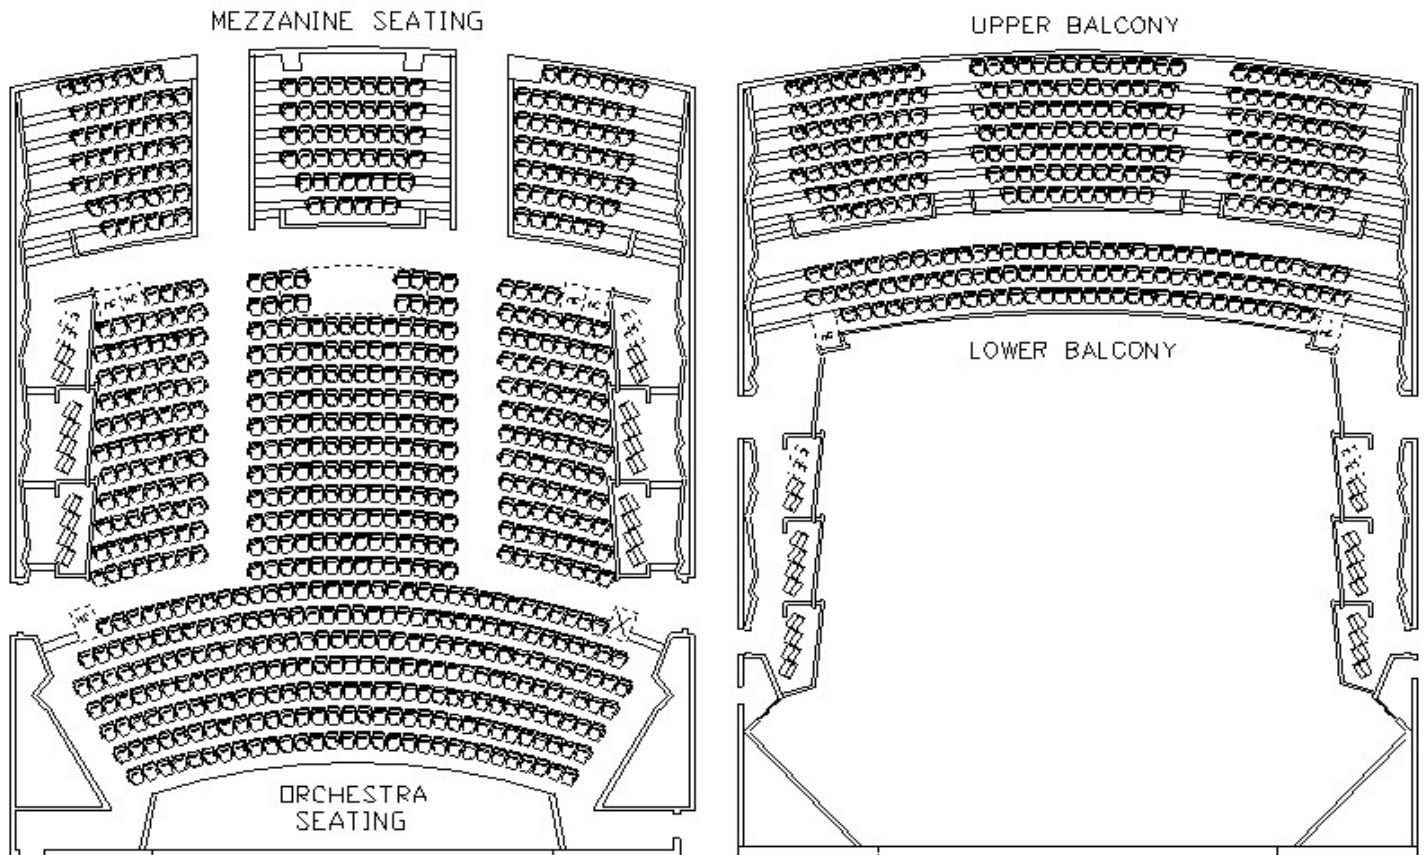 MEZZANINE SEATING
UPPER BALCONY
LOWER BALCONY
ORCHESTRA
SEATING